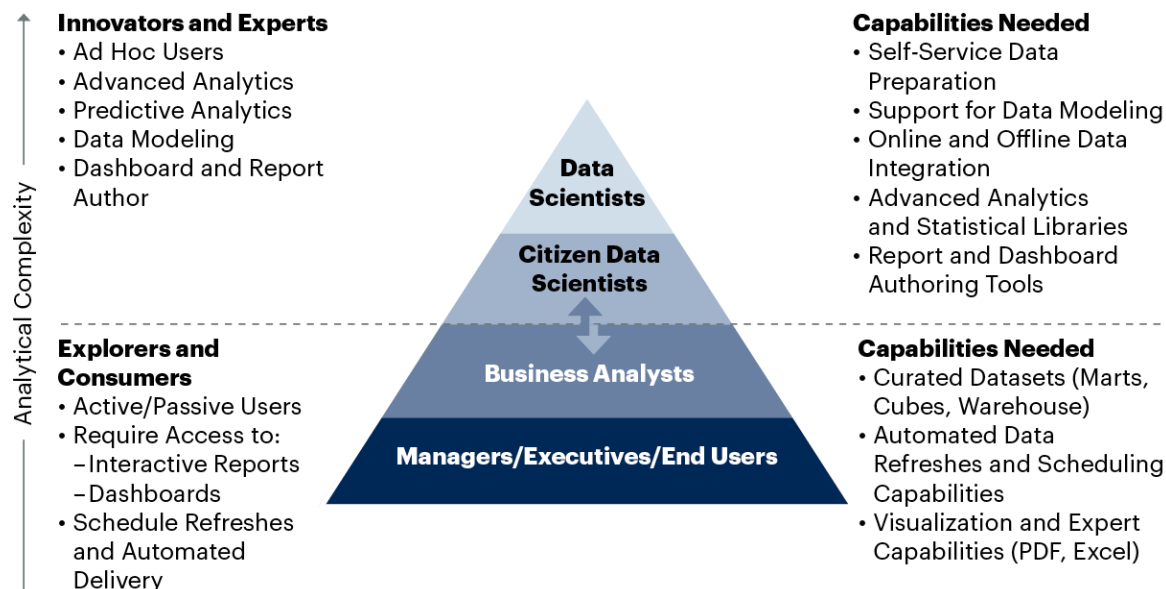 Analytical Complexity
Innovators and Experts
• Ad Hoc Users
• Advanced Analytics
• Predictive Analytics
• Data Modeling
• Dashboard and Report
Author
Data
Scientists
Citizen Data
Scientists
Capabilities Needed
• Self-Service Data
Preparation
• Support for Data Modeling
• Online and Offline Data
Integration
• Advanced Analytics
and Statistical Libraries
• Report and Dashboard
Authoring Tools
Explorers and
Consumers
• Active/Passive Users
• Require Access to:
–Interactive Reports
–Dashboards
• Schedule Refreshes
and Automated
Delivery
Business Analysts
Managers/Executives/End Users
Capabilities Needed
• Curated Datasets (Marts,
Cubes, Warehouse)
• Automated Data
Refreshes and Scheduling
Capabilities
• Visualization and Expert
Capabilities (PDF, Excel)